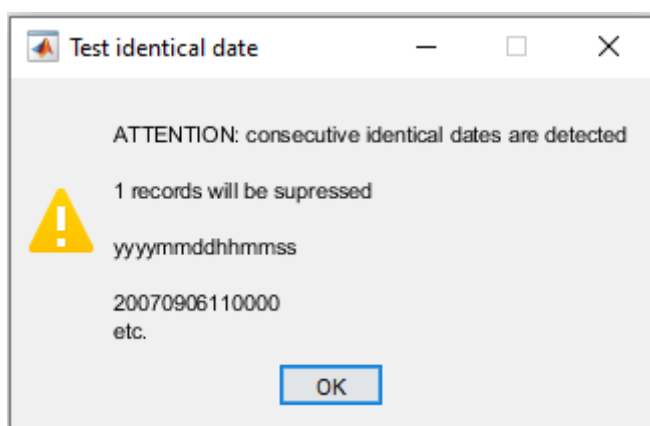 Test identical date
ATTENTION: consecutive identical dates are detected
1 records will be supressed
yyyymmddhhmmss
20070906110000
etc.
OK